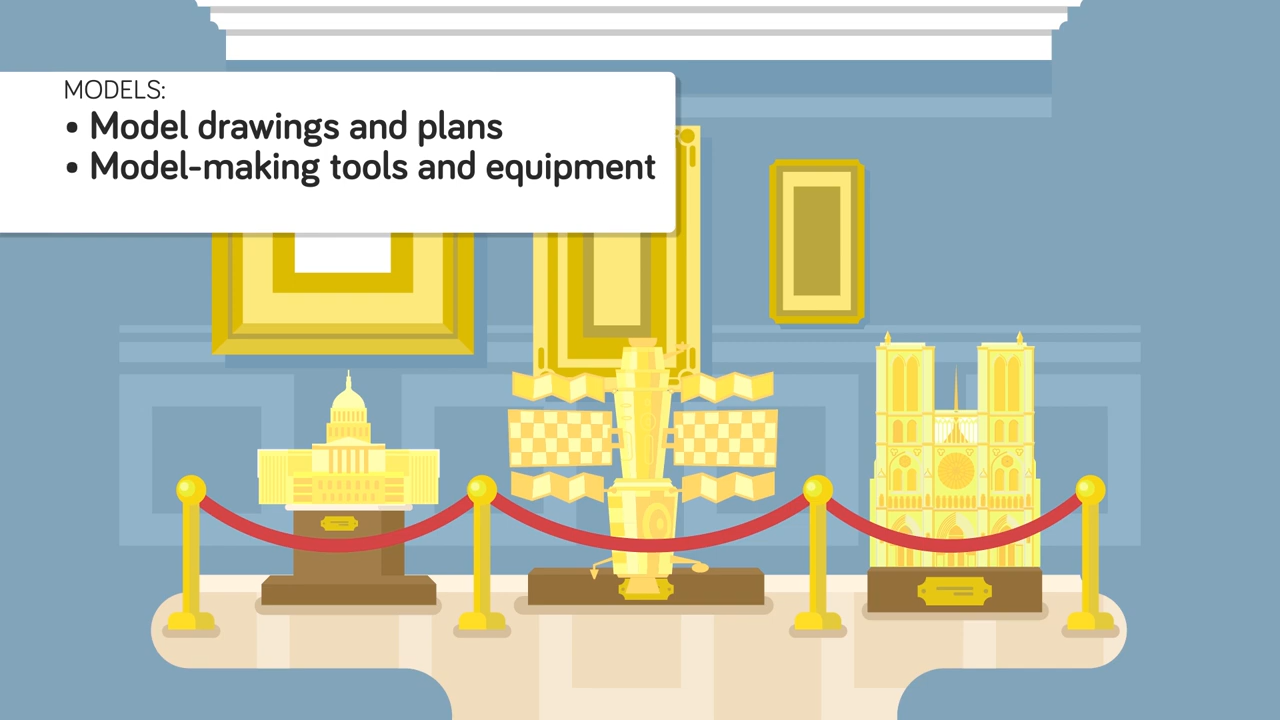 MODELS:
• Model drawings and plans
• Model-making tools and equipment